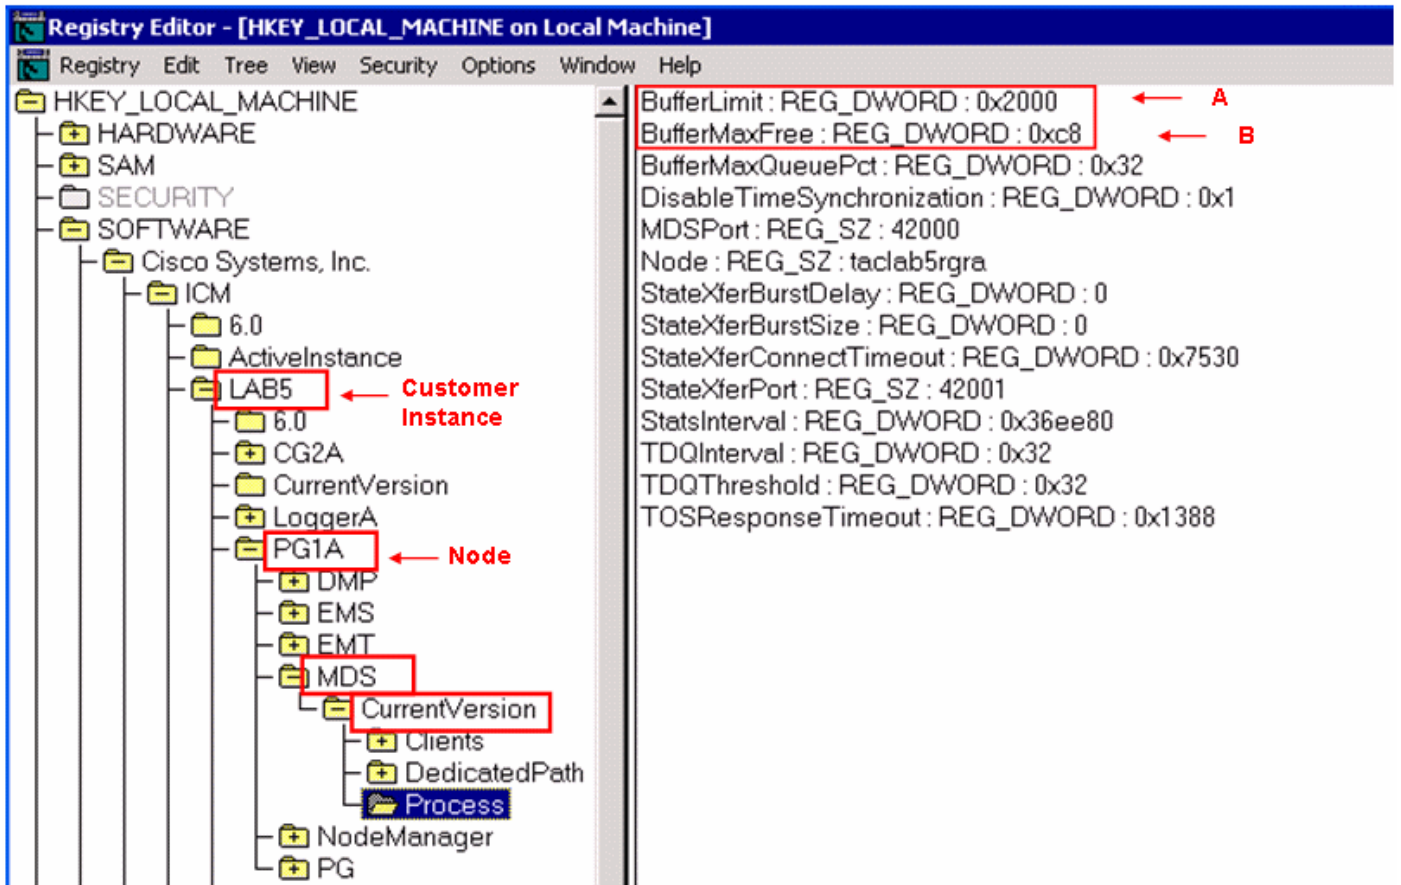 Registry Editor - [HKEY_LOCAL_MACHINE on Local Machine]
Registry Edit Tree View Security Options Window Help
HKEY_LOCAL_MACHINE
HARDWARE
SAM
SECURITY
SOFTWARE
Cisco Systems, Inc.
ICM
6.0
ActiveInstance
LAB5
Customer
Instance
6.0
CG2A
CurrentVersion
LoggerA
PG1A
Node
DMP
EMS
EMT
MDS
CurrentVersion
Clients
DedicatedPath
Process
NodeManager
PG
BufferLimit : REG_DWORD : 0x2000
A
BufferMaxFree : REG_DWORD : 0xc8
B
BufferMaxQueuePct : REG_DWORD : 0x32
DisableTimeSynchronization : REG_DWORD : 0x1
MDSPort : REG_SZ : 42000
Node : REG_SZ : taclab5rgra
StateXferBurstDelay : REG_DWORD : 0
StateXferBurstSize : REG_DWORD : 0
StateXferConnectTimeout : REG_DWORD : 0x7530
StateXferPort : REG_SZ : 42001
StatsInterval : REG_DWORD : 0x36ee80
TDQInterval : REG_DWORD : 0x32
TDQThreshold : REG_DWORD : 0x32
TOSResponseTimeout : REG_DWORD : 0x1388